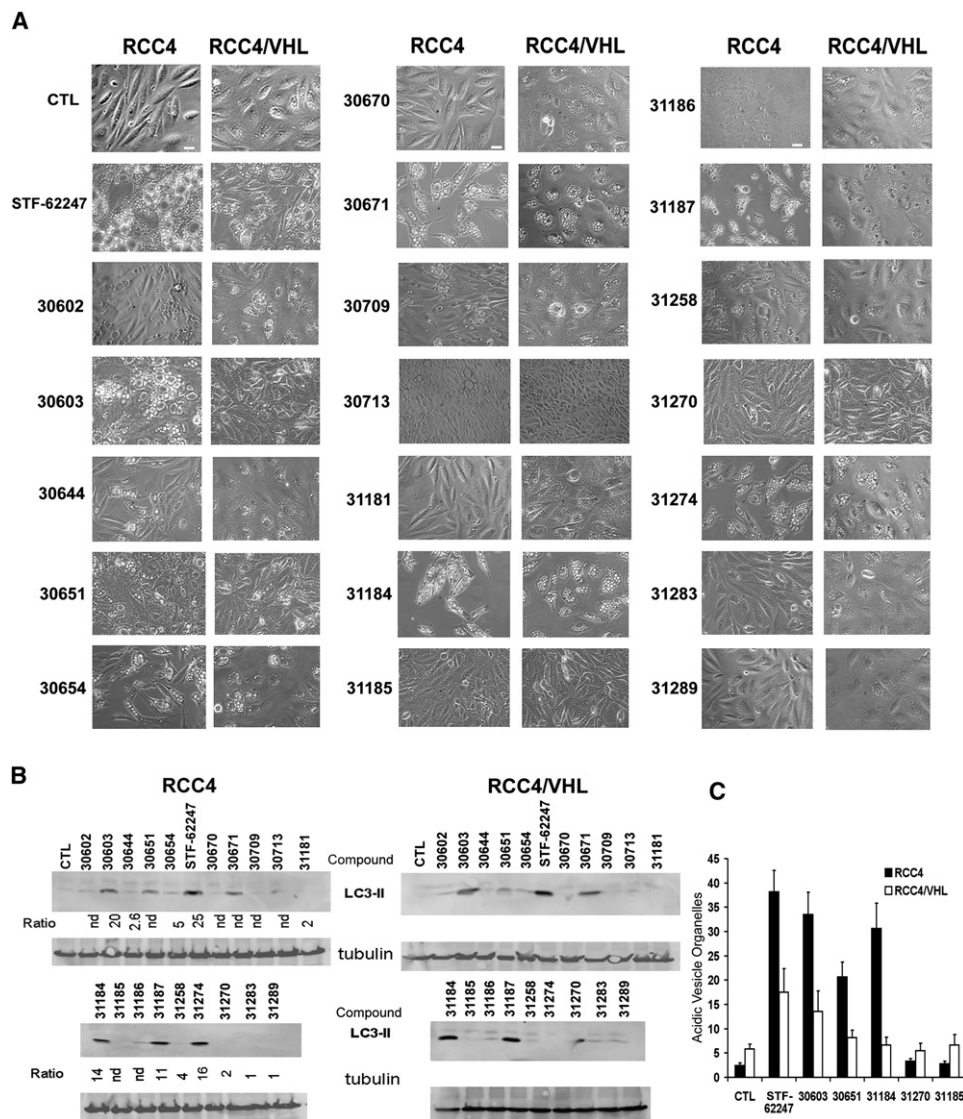 A
RCC4 RCC4/VHL RCC4 RCC4/VHL RCC4 RCC4/VHL
CTL 30670 31186
STF-62247 30671 31187
30602 30709 31258
30603 30713 31270
30644 31181 31274
30651 31184 31283
30654 31185 31289
B
RCC4
CTL 30602 30603 30644 30651 30654 STF-62247 30670 30671 30709 30713 31181
Ratio nd 20 2.6 nd 5 25 nd nd nd nd 2
31184 31185 31186 31187 31258 31274 31270 31283 31289
Ratio 14 nd nd 11 4 16 2 1 1
Compound
LC3-II
tubulin
Compound
LC3-II
tubulin
RCC4/VHL
CTL 30602 30603 30644 30651 30654 STF-62247 30670 30671 30709 30713 31181
31184 31185 31186 31187 31258 31274 31270 31283 31289
C
Acidic Vesicle Organelles
45
40
35
30
25
20
15
10
5
0
RCC4
RCC4/VHL
CTL STF-62247 30603 30651 31184 31270 31185